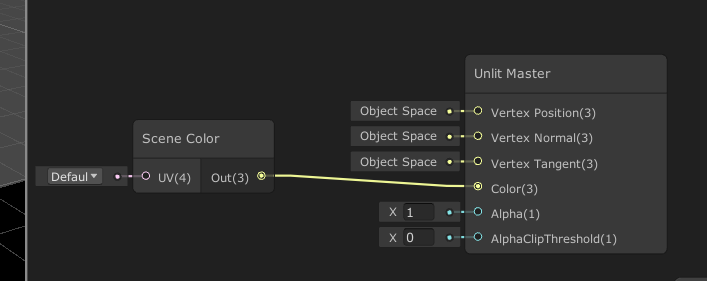 Unlit Master
Object Space Vertex Position(3)
Scene Color
Object Space Vertex Normal(3)
Object Space Vertex Tangent(3)
Defaul UV(4) Out(3)
Color(3)
X 1 Alpha(1)
X 0 AlphaClipThreshold(1)